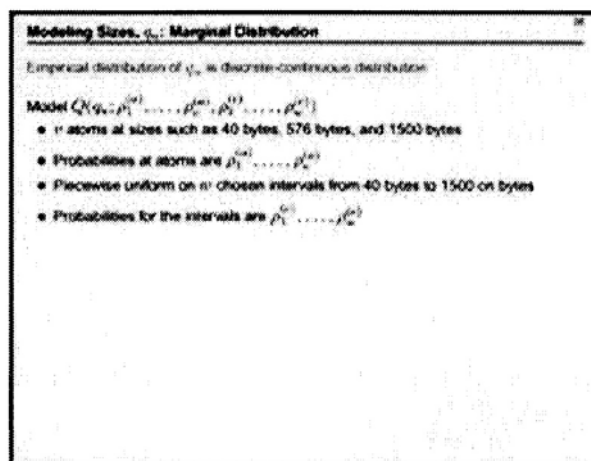 Modeling Sizes, qᵤ: Marginal Distribution
Empirical distribution of qᵤ is discrete-continuous distribution
Model
atoms at sizes such as 40 bytes, 576 bytes, and 1500 bytes
Probabilities at atoms are
Piecewise uniform on chosen intervals from 40 bytes to 1500 on bytes
Probabilities for the intervals are